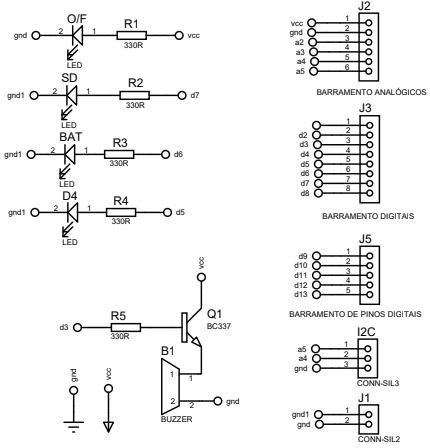 O/F
R1
gnd 2 1 vcc
330R
LED
SD
R2
gnd1 2 1 d7
330R
LED
BAT
R3
gnd1 2 1 d6
330R
LED
D4
R4
gnd1 2 1 d5
330R
LED
vcc
Q1
BC337
R5
d3
330R
B1
1 1
2 2 gnd
BUZZER
gnd
vcc
J2
vcc 1
gnd 2
a2 3
a3 4
a4 5
a5 6
BARRAMENTO ANALÓGICOS
J3
1
d2 2
d3 3
d4 4
d5 5
d6 6
d7 7
d8 8
BARRAMENTO DIGITAIS
J5
d9 1
d10 2
d11 3
d12 4
d13 5
BARRAMENTO DE PINOS DIGITAIS
I2C
a5 1
a4 2
gnd 3
CONN-SIL3
J1
gnd1 1
gnd 2
CONN-SIL2